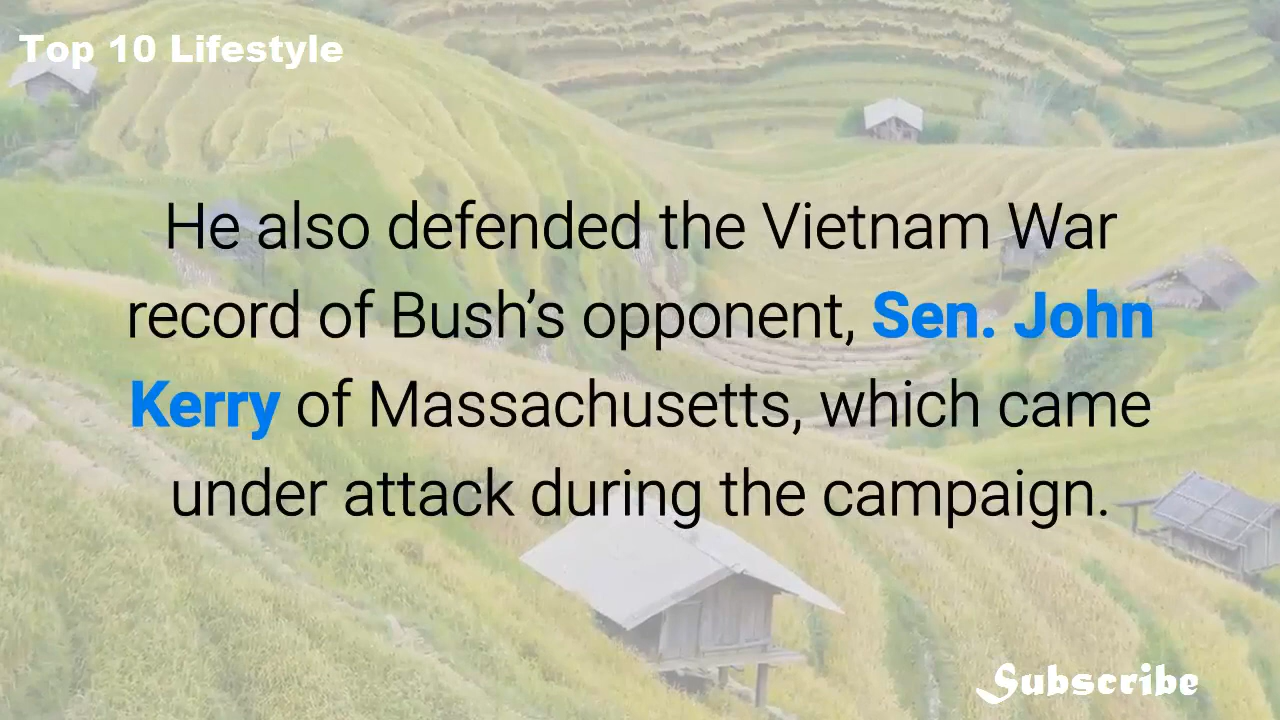 Top 10 Lifestyle
He also defended the Vietnam War
record of Bush’s opponent, Sen. John
Kerry of Massachusetts, which came
under attack during the campaign.
Subscribe